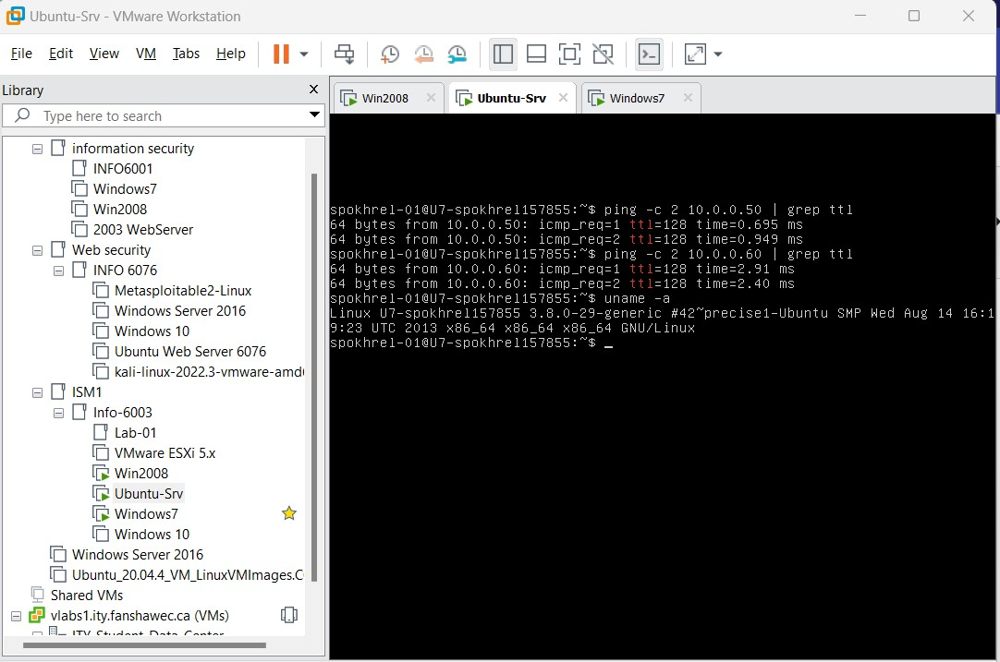 Ubuntu-Srv - VMware Workstation
File Edit View VM Tabs Help
Library
Type here to search
information security
INFO6001
Windows7
Win2008
2003 WebServer
Web security
INFO 6076
Metasploitable2-Linux
Windows Server 2016
Windows 10
Ubuntu Web Server 6076
kali-linux-2022.3-vmware-amd
ISM1
Info-6003
Lab-01
VMware ESXi 5.x
Win2008
Ubuntu-Srv
Windows7
Windows 10
Windows Server 2016
Ubuntu_20.04.4_VM_LinuxVMImages.C
Shared VMs
vlabs1.ity.fanshawec.ca (VMs)
ITY_Student_Data_Center
Win2008 Ubuntu-Srv Windows7
spokhrel-01@U7-spokhrel157855:~$ ping -c 2 10.0.0.50 | grep ttl
64 bytes from 10.0.0.50: icmp_req=1 ttl=128 time=0.695 ms
64 bytes from 10.0.0.50: icmp_req=2 ttl=128 time=0.949 ms
spokhrel-01@U7-spokhrel157855:~$ ping -c 2 10.0.0.60 | grep ttl
64 bytes from 10.0.0.60: icmp_req=1 ttl=128 time=2.91 ms
64 bytes from 10.0.0.60: icmp_req=2 ttl=128 time=2.40 ms
spokhrel-01@U7-spokhrel157855:~$ uname -a
Linux U7-spokhrel157855 3.8.0-29-generic #42~precise1-Ubuntu SMP Wed Aug 14 16:1
9:23 UTC 2013 x86_64 x86_64 x86_64 GNU/Linux
spokhrel-01@U7-spokhrel157855:~$ _